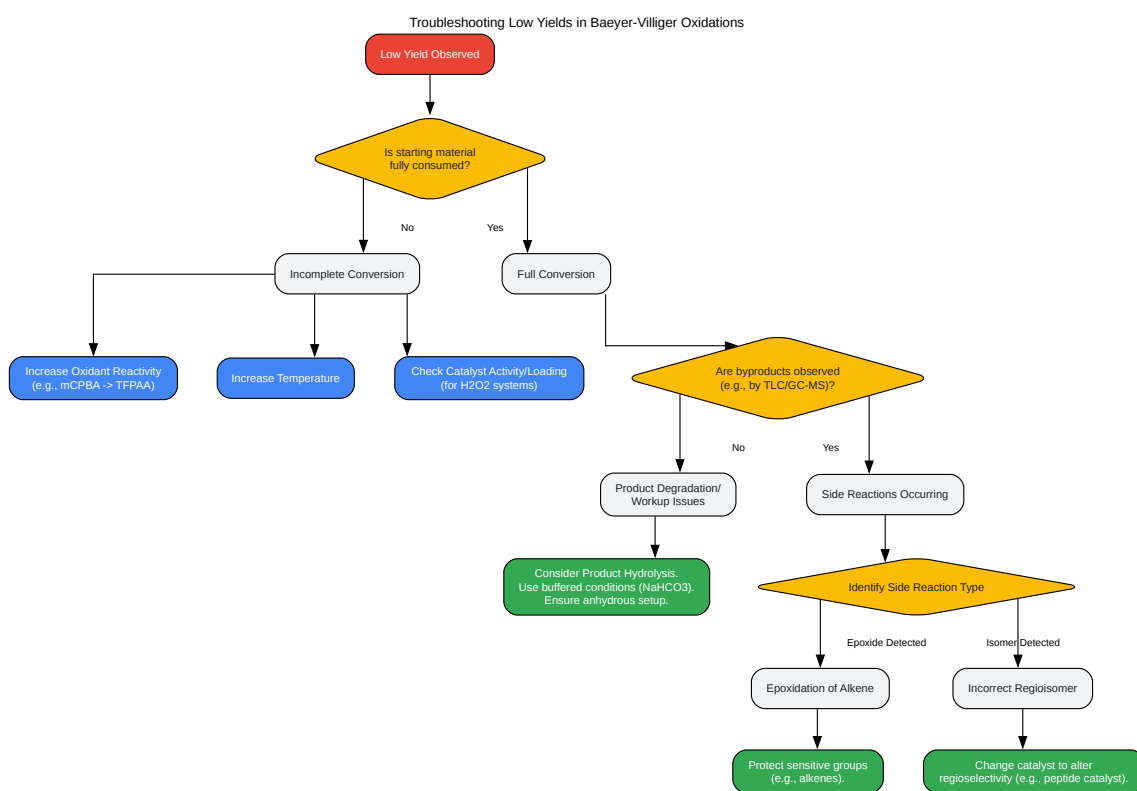 Troubleshooting Low Yields in Baeyer-Villiger Oxidations
Low Yield Observed
Is starting material
fully consumed?
No
Yes
Incomplete Conversion
Full Conversion
Increase Oxidant Reactivity
(e.g., mCPBA -> TFPAA)
Increase Temperature
Check Catalyst Activity/Loading
(for H2O2 systems)
Are byproducts observed
(e.g., by TLC/GC-MS)?
No
Yes
Product Degradation/
Workup Issues
Side Reactions Occurring
Consider Product Hydrolysis.
Use buffered conditions (NaHCO3).
Ensure anhydrous setup.
Identify Side Reaction Type
Epoxide Detected
Isomer Detected
Epoxidation of Alkene
Incorrect Regioisomer
Protect sensitive groups
(e.g., alkenes).
Change catalyst to alter
regioselectivity (e.g., peptide catalyst).